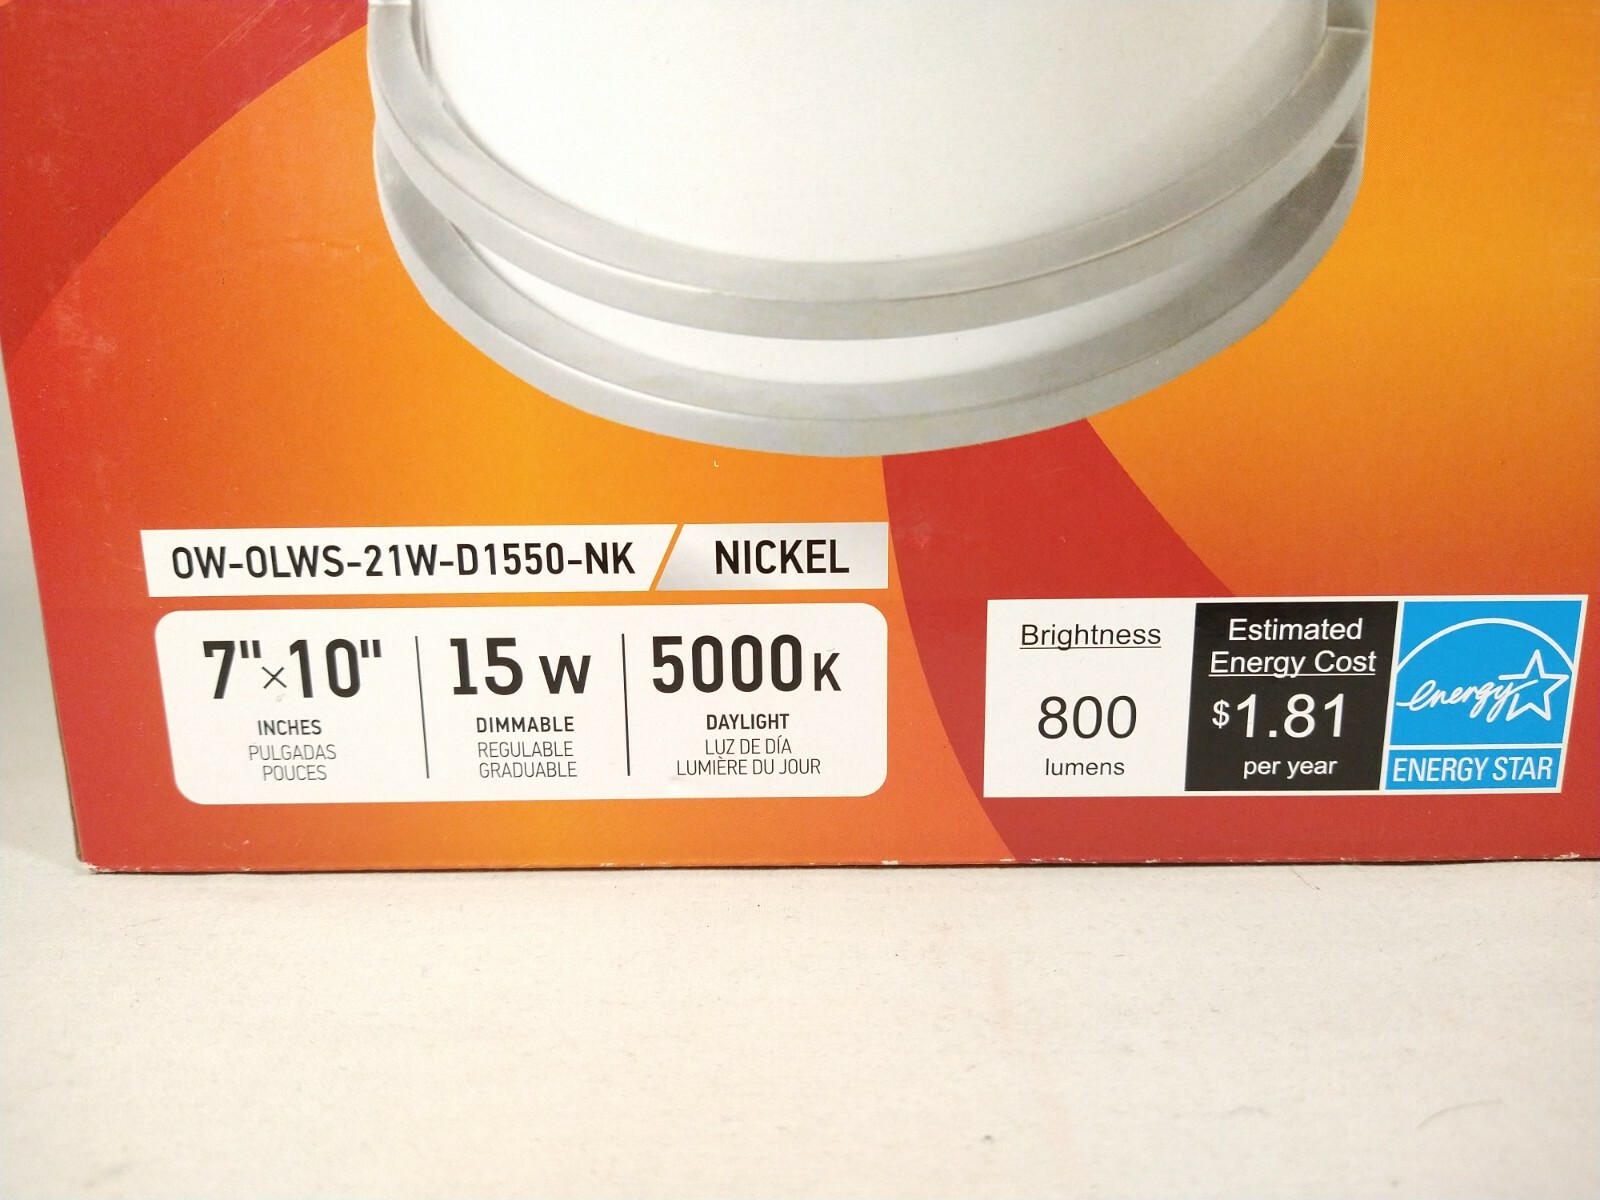 OW-OLWS-21W-D1550-NK NICKEL
7"×10"
INCHES
PULGADAS
POUCES
15 W
DIMMABLE
REGULABLE
GRADUABLE
5000K
DAYLIGHT
LUZ DE DÍA
LUMIÈRE DU JOUR
Brightness
800
lumens
Estimated
Energy Cost
$1.81
per year
energy
ENERGY STAR